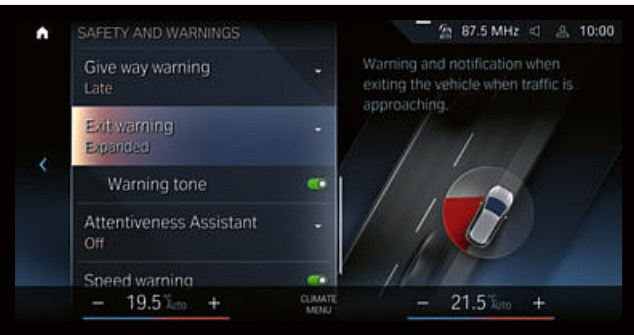 SAFETY AND WARNINGS
87.5 MHz
10:00
Give way warning
Late
Exit warning
Expanded
Warning tone
Attentiveness Assistant
Off
Speed warning
Warning and notification when
exiting the vehicle when traffic is
approaching.
- 19.5 °C AUTO +
CLIMATE
MENU
- 21.5 °C AUTO +